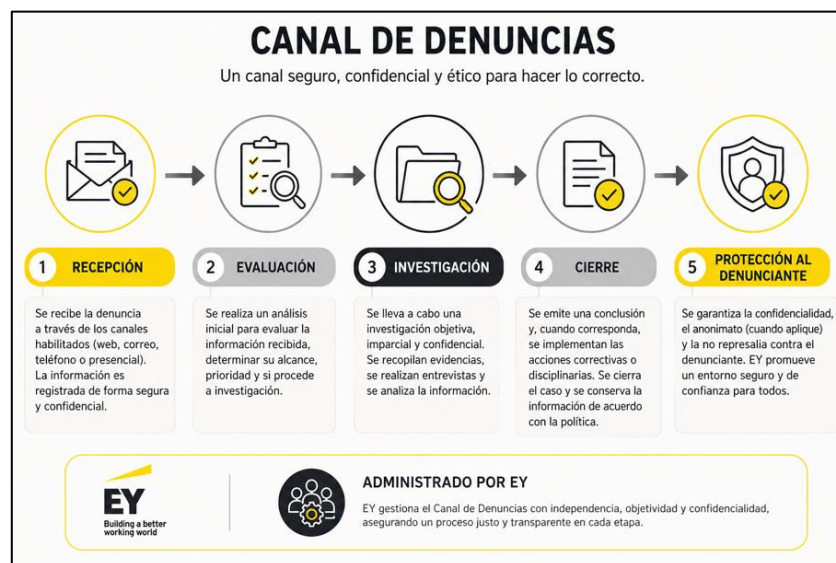 CANAL DE DENUNCIAS
Un canal seguro, confidencial y ético para hacer lo correcto.
1 RECEPCIÓN
Se recibe la denuncia
a través de los canales
habilitados (web, correo,
teléfono o presencial).
La información es
registrada de forma segura
y confidencial.
2 EVALUACIÓN
Se realiza un análisis
inicial para evaluar la
información recibida,
determinar su alcance,
prioridad y si procede
a investigación.
3 INVESTIGACIÓN
Se lleva a cabo una
investigación objetiva,
imparcial y confidencial.
Se recopilan evidencias,
se realizan entrevistas y
se analiza la información.
4 CIERRE
Se emite una conclusión
y, cuando corresponda,
se implementan las
acciones correctivas o
disciplinarias. Se cierra
el caso y se conserva la
información de acuerdo
con la política.
5 PROTECCIÓN AL
DENUNCIANTE
Se garantiza la confidencialidad,
el anonimato (cuando aplique)
y la no represalia contra el
denunciante. EY promueve
un entorno seguro y de
confianza para todos.
EY
Building a better
working world
ADMINISTRADO POR EY
EY gestiona el Canal de Denuncias con independencia, objetividad y confidencialidad,
asegurando un proceso justo y transparente en cada etapa.